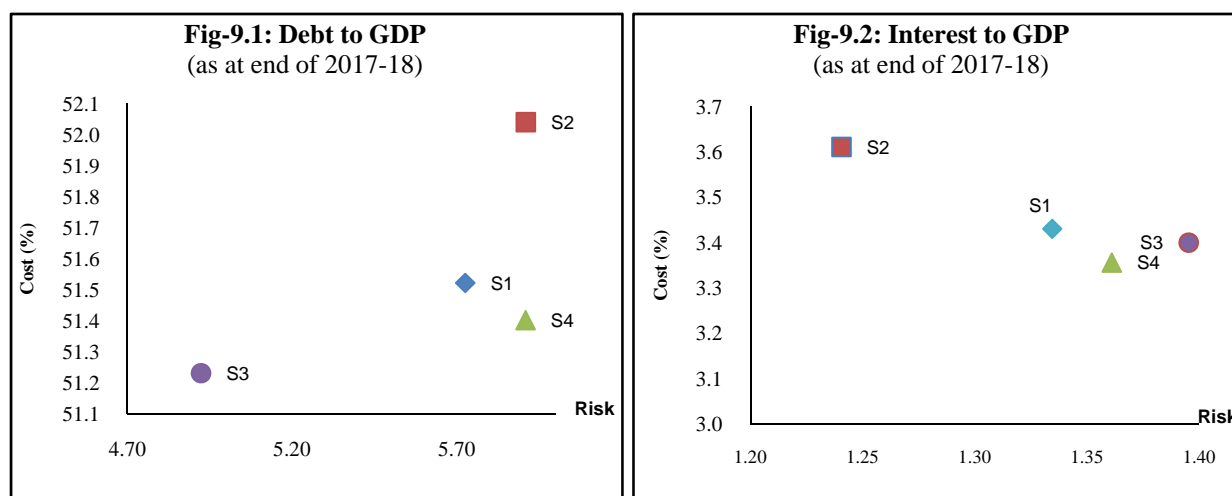 Fig-9.1: Debt to GDP
(as at end of 2017-18)
Cost (%)
52.1
52.0
51.9
51.8
51.7
51.6
51.5
51.4
51.3
51.2
51.1
S2
S1
S4
S3
Risk
4.70 5.20 5.70
Fig-9.2: Interest to GDP
(as at end of 2017-18)
Cost (%)
3.7
3.6
3.5
3.4
3.3
3.2
3.1
3.0
S2
S1
S3
S4
Risk
1.20 1.25 1.30 1.35 1.40